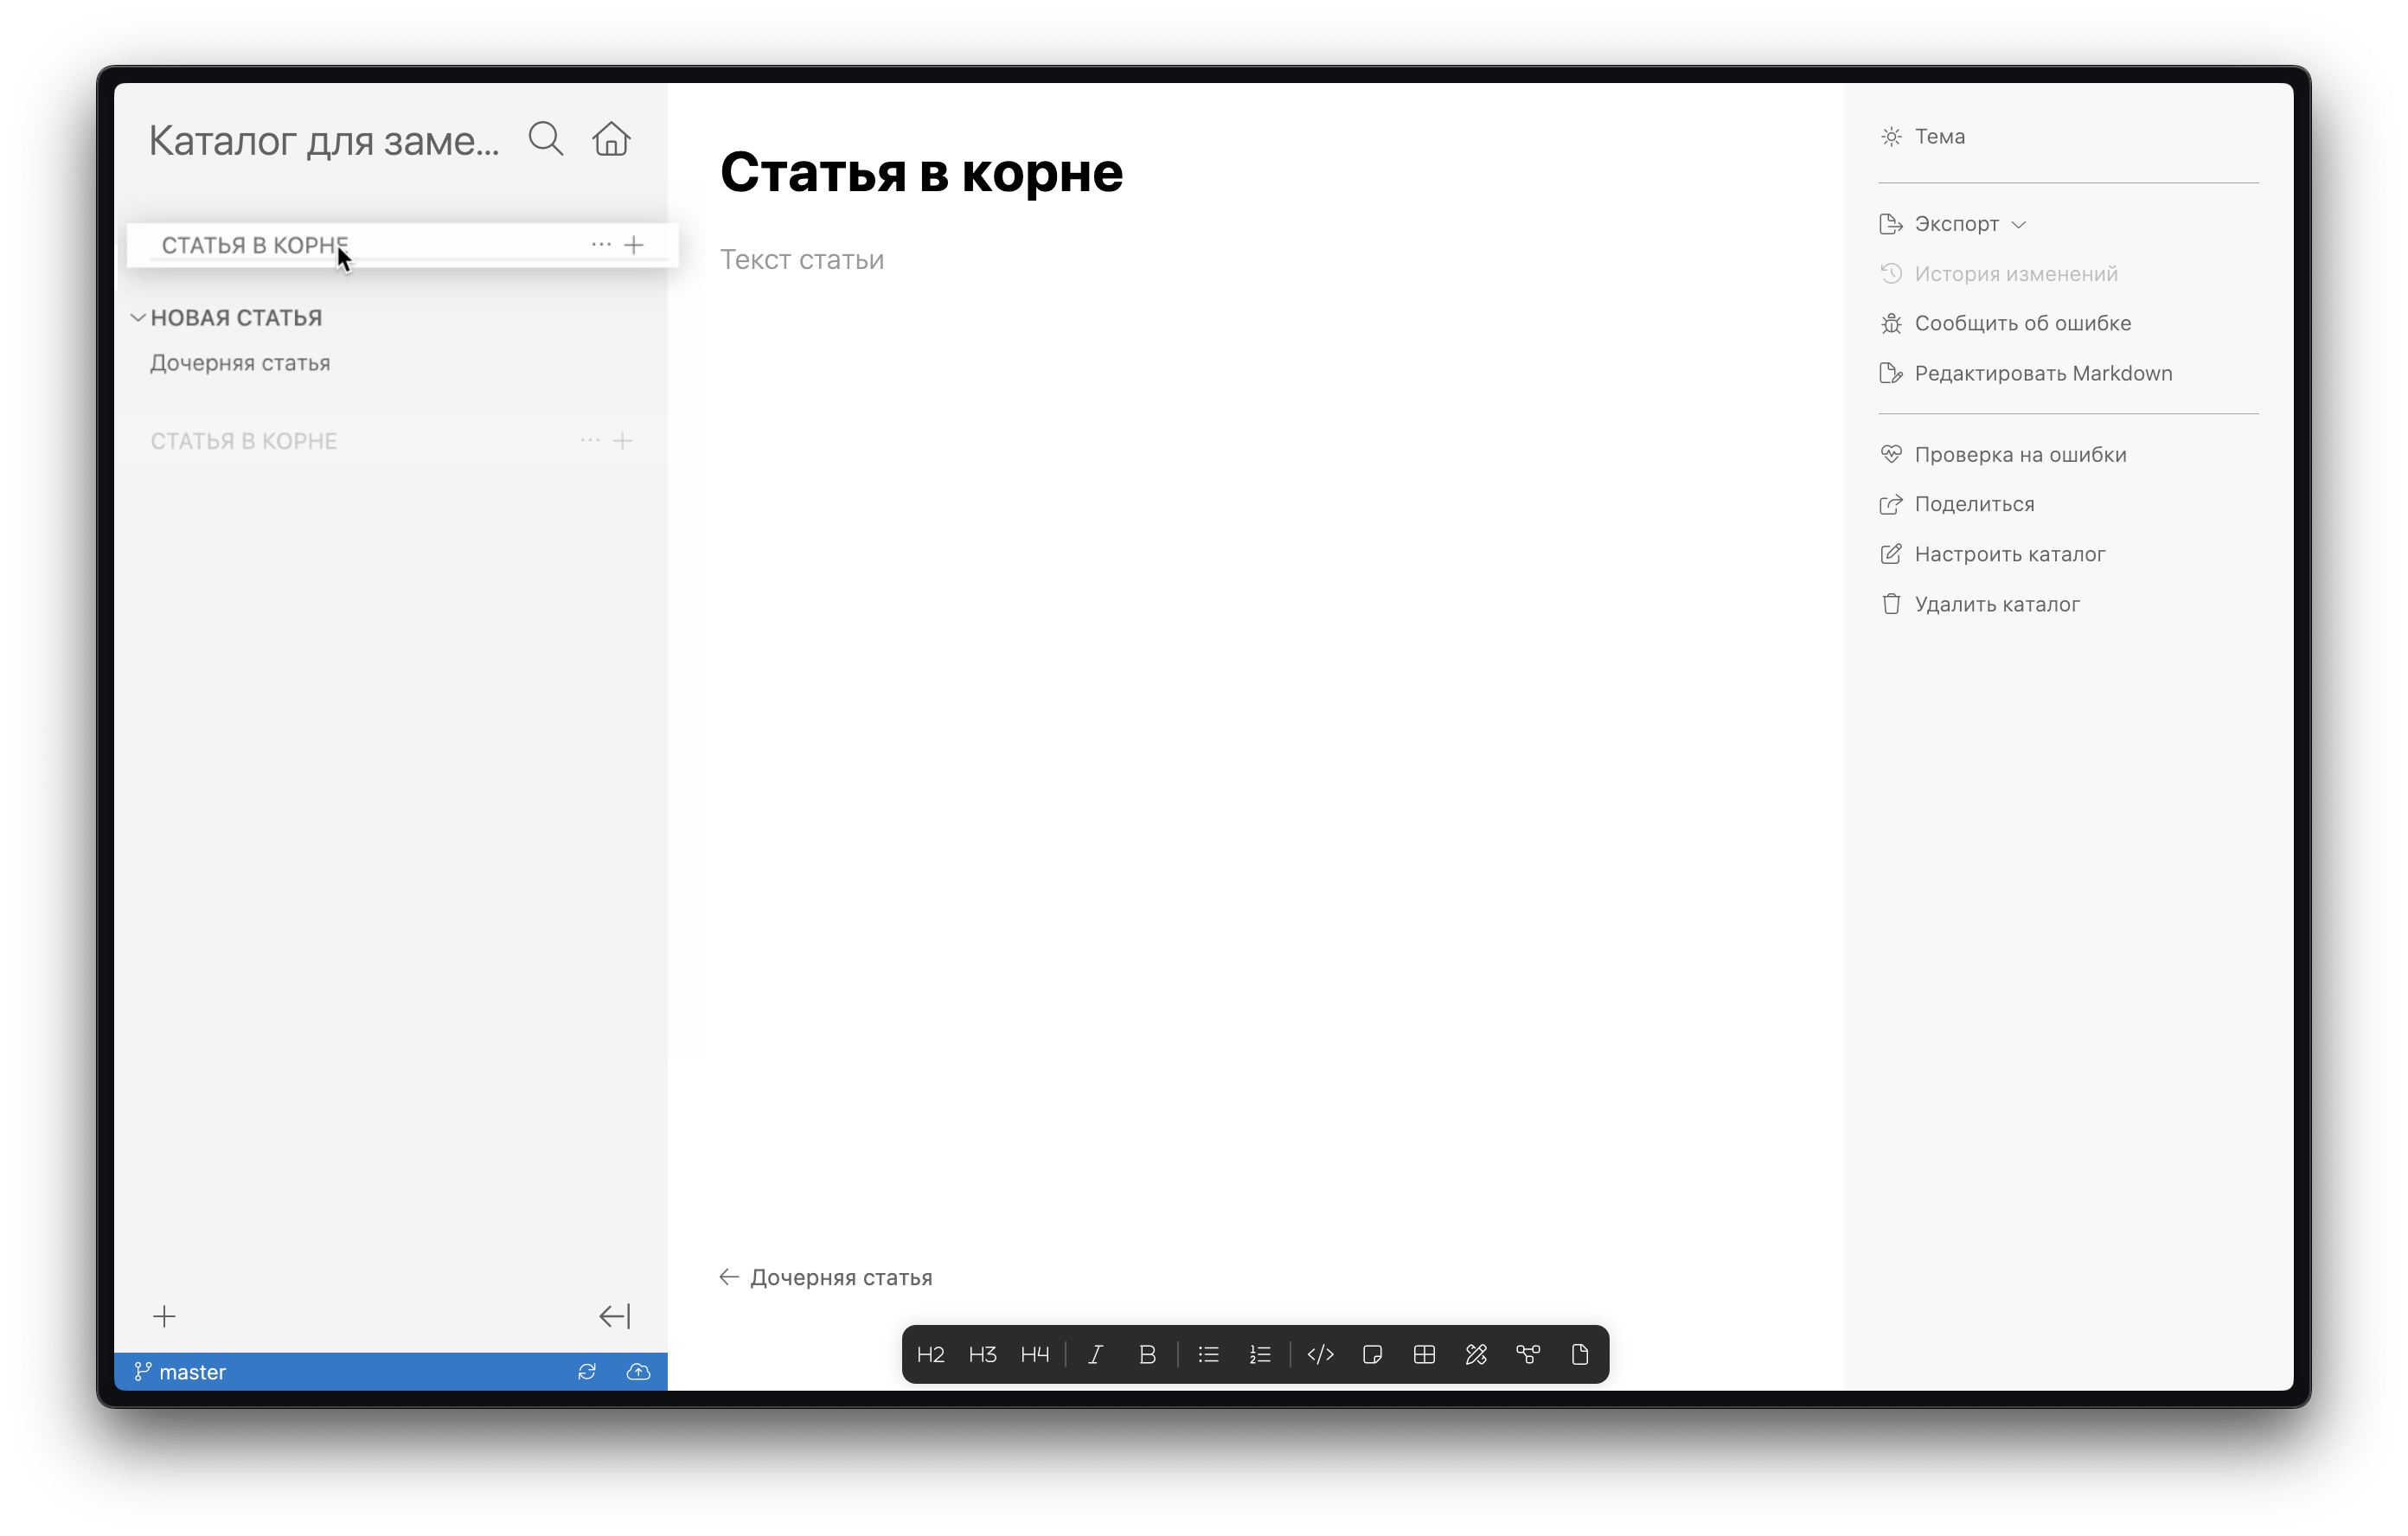 Каталог для заме...
СТАТЬЯ В КОРНЕ
НОВАЯ СТАТЬЯ
Дочерняя статья
СТАТЬЯ В КОРНЕ
master
Статья в корне
Текст статьи
← Дочерняя статья
H2 H3 H4 I B
Тема
Экспорт
История изменений
Сообщить об ошибке
Редактировать Markdown
Проверка на ошибки
Поделиться
Настроить каталог
Удалить каталог